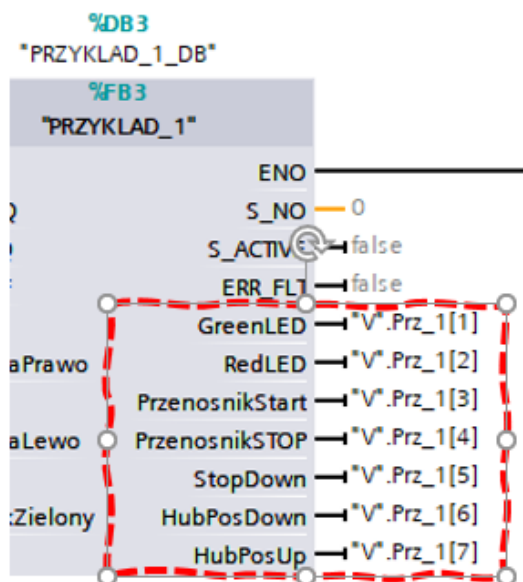 %DB3
"PRZYKLAD_1_DB"
%FB3
"PRZYKLAD_1"
ENO
S_NO 0
S_ACTIVE false
ERR_FLT false
GreenLED "V".Prz_1[1]
aPrawo RedLED "V".Prz_1[2]
PrzenosnikStart "V".Prz_1[3]
aLewo PrzenosnikSTOP "V".Prz_1[4]
StopDown "V".Prz_1[5]
kZielony HubPosDown "V".Prz_1[6]
HubPosUp "V".Prz_1[7]